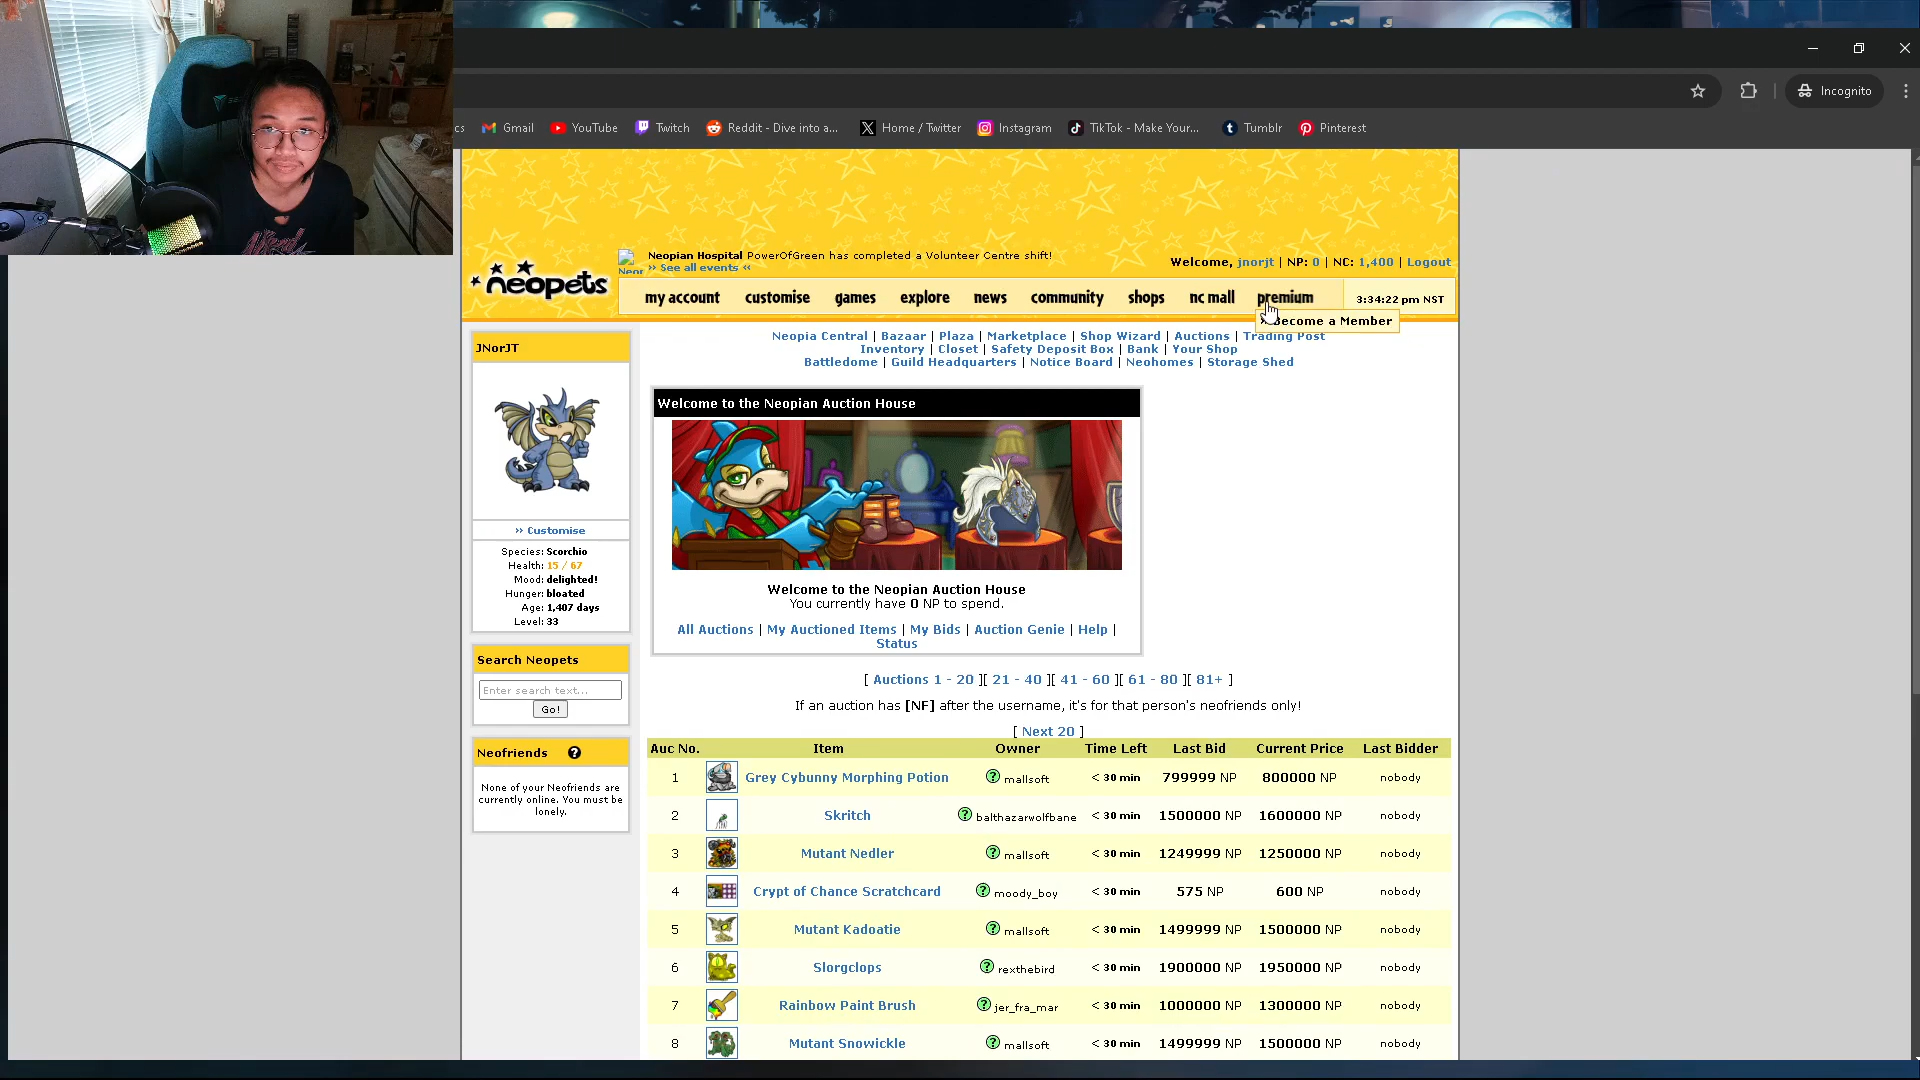 Incognito
cs Gmail YouTube Twitch Reddit - Dive into a... Home / Twitter Instagram TikTok - Make Your... Tumblr Pinterest
Neopian Hospital PowerOfGreen has completed a Volunteer Centre shift!
›› See all events ‹‹
Welcome, jnorjt | NP: 0 | NC: 1,400 | Logout
neopets
my account customise games explore news community shops nc mall premium 3:34:22 pm NST
Become a Member
Neopia Central | Bazaar | Plaza | Marketplace | Shop Wizard | Auctions | Trading Post
Inventory | Closet | Safety Deposit Box | Bank | Your Shop
Battledome | Guild Headquarters | Notice Board | Neohomes | Storage Shed
JNorJT
›› Customise
Species: Scorchio
Health: 15 / 67
Mood: delighted!
Hunger: bloated
Age: 1,407 days
Level: 33
Search Neopets
Enter search text...
Go!
Neofriends ?
None of your Neofriends are
currently online. You must be
lonely.
Welcome to the Neopian Auction House
Welcome to the Neopian Auction House
You currently have 0 NP to spend.
All Auctions | My Auctioned Items | My Bids | Auction Genie | Help |
Status
[ Auctions 1 - 20 ][ 21 - 40 ][ 41 - 60 ][ 61 - 80 ][ 81+ ]
If an auction has [NF] after the username, it's for that person's neofriends only!
[ Next 20 ]
Auc No. Item Owner Time Left Last Bid Current Price Last Bidder
1 Grey Cybunny Morphing Potion ? mallsoft < 30 min 799999 NP 800000 NP nobody
2 Skritch ? balthazarwolfbane < 30 min 1500000 NP 1600000 NP nobody
3 Mutant Nedler ? mallsoft < 30 min 1249999 NP 1250000 NP nobody
4 Crypt of Chance Scratchcard ? moody_boy < 30 min 575 NP 600 NP nobody
5 Mutant Kadoatie ? mallsoft < 30 min 1499999 NP 1500000 NP nobody
6 Slorgclops ? rexthebird < 30 min 1900000 NP 1950000 NP nobody
7 Rainbow Paint Brush ? jer_fra_mar < 30 min 1000000 NP 1300000 NP nobody
8 Mutant Snowickle ? mallsoft < 30 min 1499999 NP 1500000 NP nobody